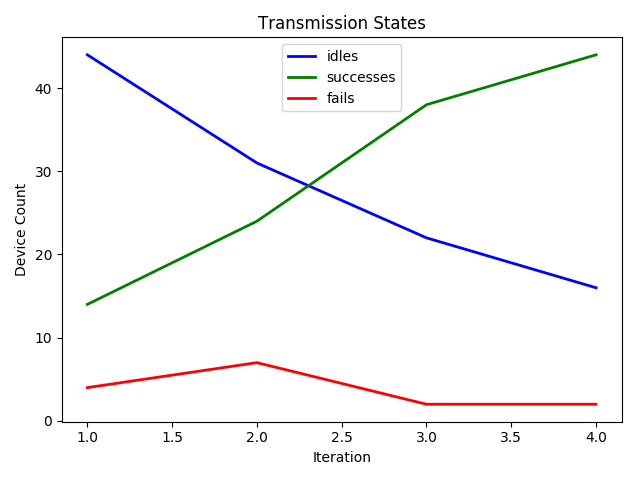 Transmission States
idles
successes
fails
Device Count
40
30
20
10
0
1.0 1.5 2.0 2.5 3.0 3.5 4.0
Iteration